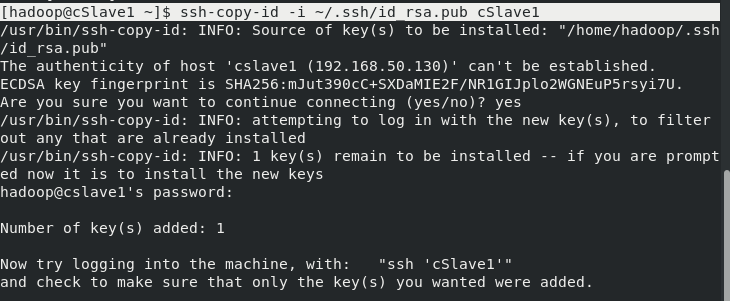 [hadoop@cSlave1 ~]$ ssh-copy-id -i ~/.ssh/id_rsa.pub cSlave1
/usr/bin/ssh-copy-id: INFO: Source of key(s) to be installed: "/home/hadoop/.ssh
/id_rsa.pub"
The authenticity of host 'cslave1 (192.168.50.130)' can't be established.
ECDSA key fingerprint is SHA256:mJut390cC+SXDaMIE2F/NR1GIJplo2WGNEuP5rsyi7U.
Are you sure you want to continue connecting (yes/no)? yes
/usr/bin/ssh-copy-id: INFO: attempting to log in with the new key(s), to filter
out any that are already installed
/usr/bin/ssh-copy-id: INFO: 1 key(s) remain to be installed -- if you are prompt
ed now it is to install the new keys
hadoop@cslave1's password:
Number of key(s) added: 1
Now try logging into the machine, with:   "ssh 'cSlave1'"
and check to make sure that only the key(s) you wanted were added.